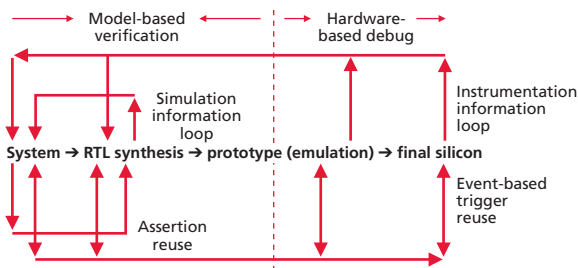 Model-based
verification
Hardware-
based debug
Simulation
information
loop
Instrumentation
information
loop
System ➔ RTL synthesis ➔ prototype (emulation) ➔ final silicon
Assertion
reuse
Event-based
trigger
reuse